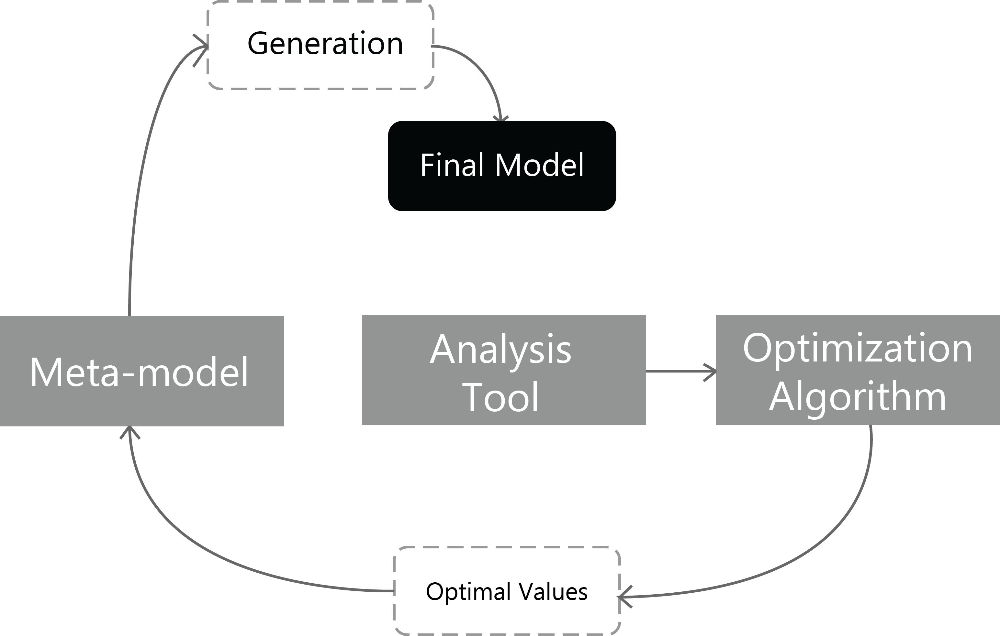 Generation
Final Model
Meta-model
Analysis
Tool
Optimization
Algorithm
Optimal Values